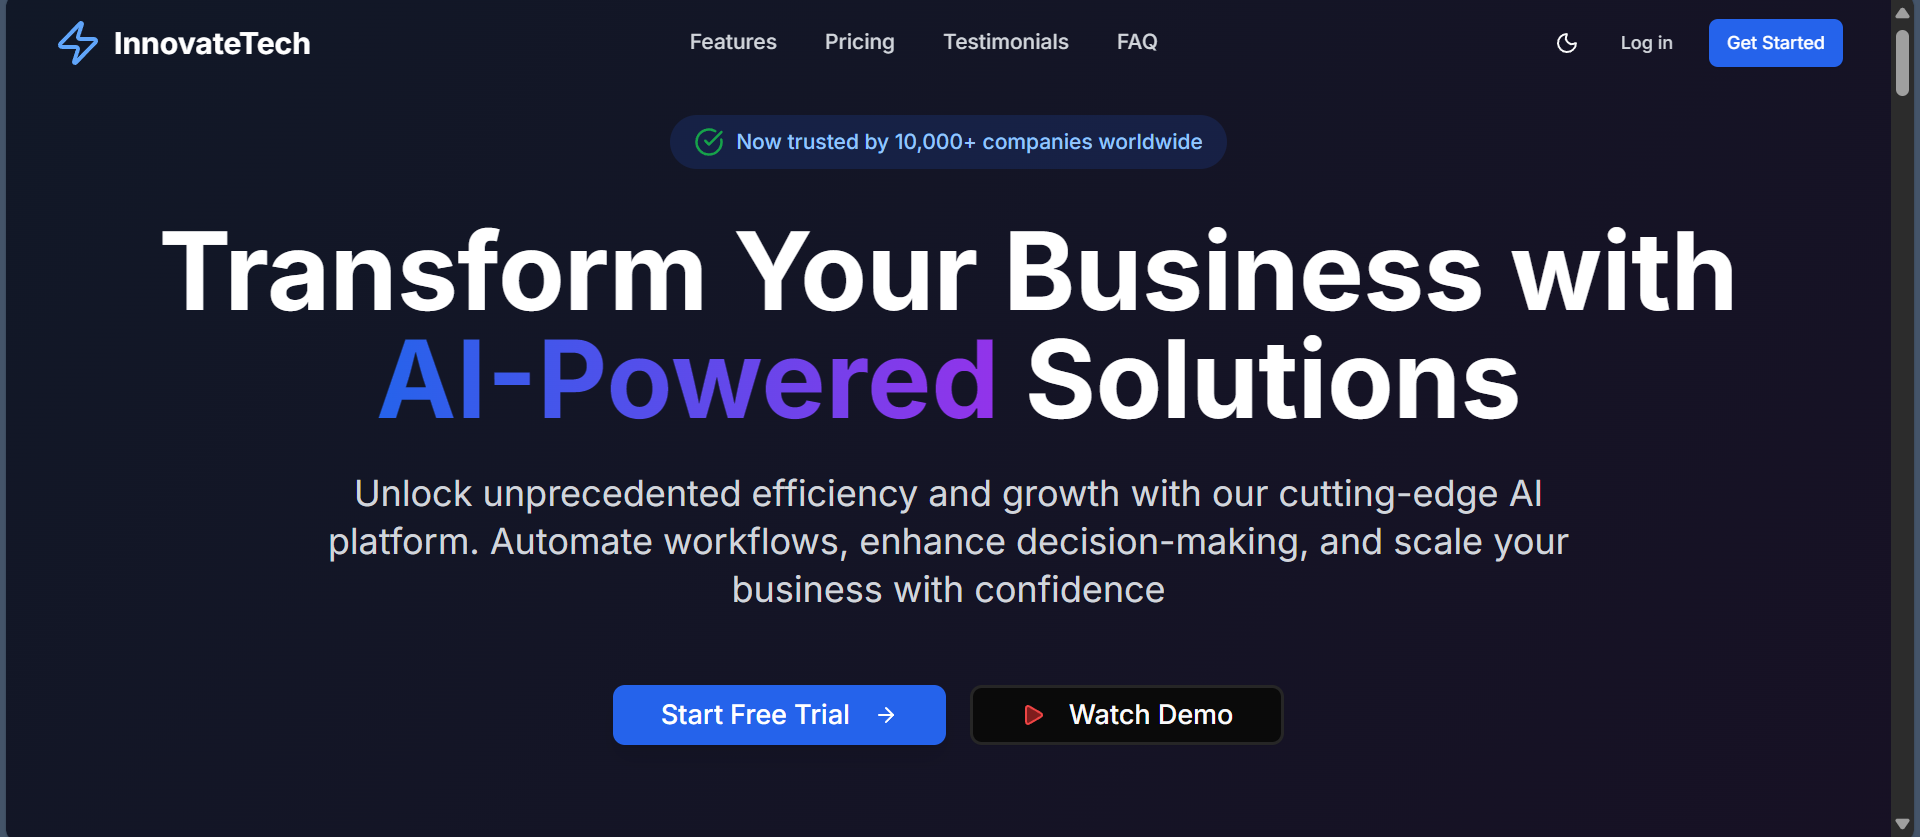 InnovateTech
Features
Pricing
Testimonials
FAQ
Log in
Get Started
Now trusted by 10,000+ companies worldwide
Transform Your Business with
AI-Powered Solutions
Unlock unprecedented efficiency and growth with our cutting-edge AI
platform. Automate workflows, enhance decision-making, and scale your
business with confidence
Start Free Trial
Watch Demo